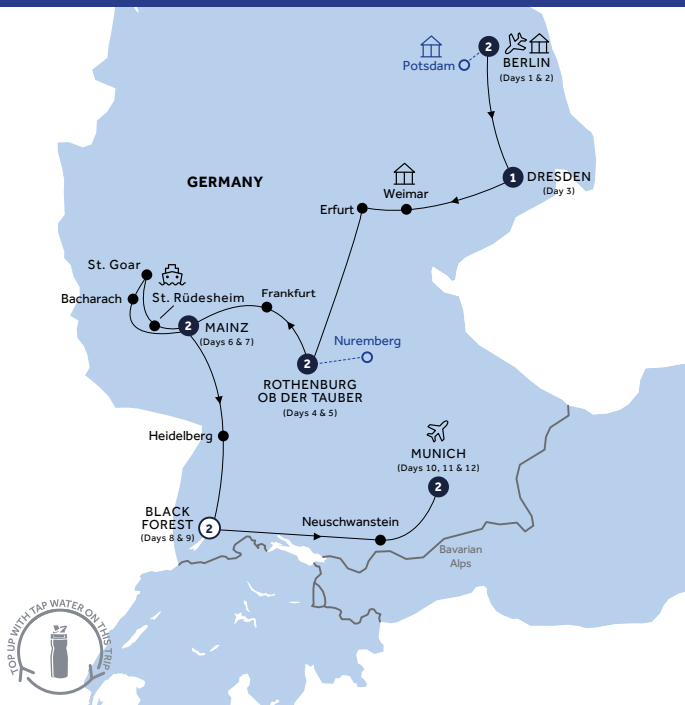 2
BERLIN
(Days 1 & 2)
Potsdam
1
DRESDEN
(Day 3)
GERMANY
Weimar
Erfurt
St. Goar
Bacharach
St. Rüdesheim
Frankfurt
2
MAINZ
(Days 6 & 7)
Nuremberg
2
ROTHENBURG
OB DER TAUBER
(Days 4 & 5)
Heidelberg
MUNICH
(Days 10, 11 & 12)
2
BLACK
FOREST
(Days 8 & 9)
2
Neuschwanstein
Bavarian
Alps
TOP UP WITH TAP WATER ON THIS TRIP